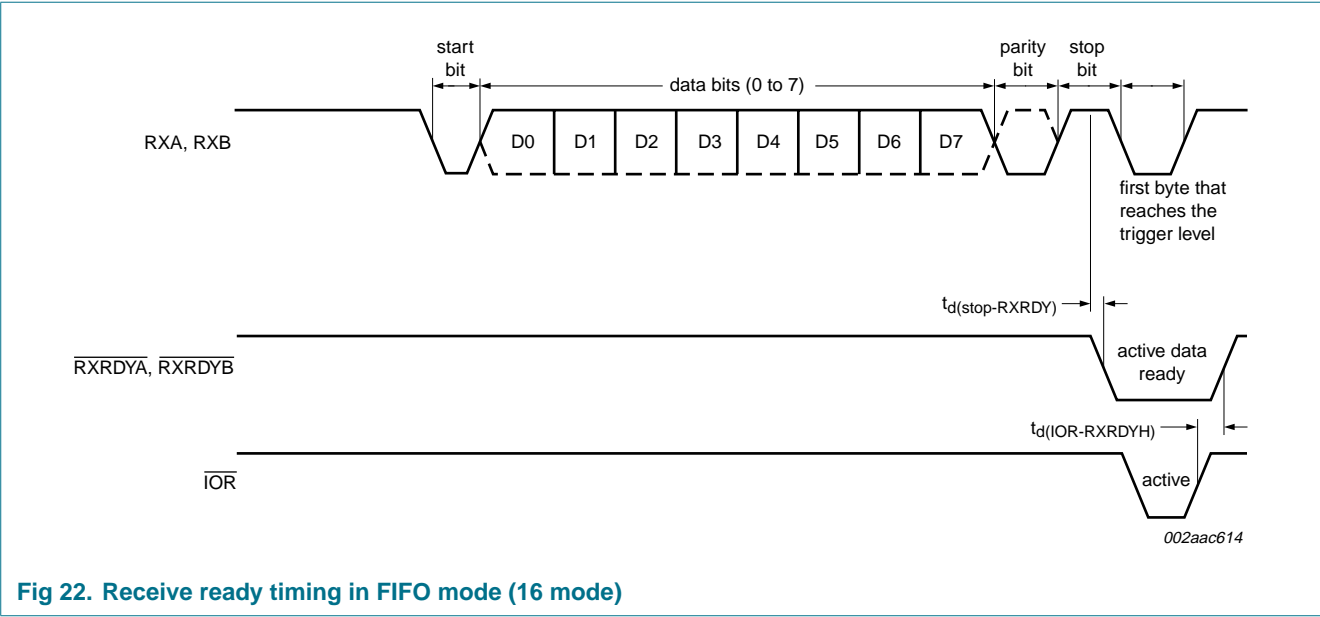 start
bit
parity
bit
stop
bit
data bits (0 to 7)
RXA, RXB
D0 D1 D2 D3 D4 D5 D6 D7
first byte that
reaches the
trigger level
td(stop-RXRDY)
RXRDYA, RXRDYB
active data
ready
td(IOR-RXRDYH)
IOR
active
002aac614
Fig 22. Receive ready timing in FIFO mode (16 mode)